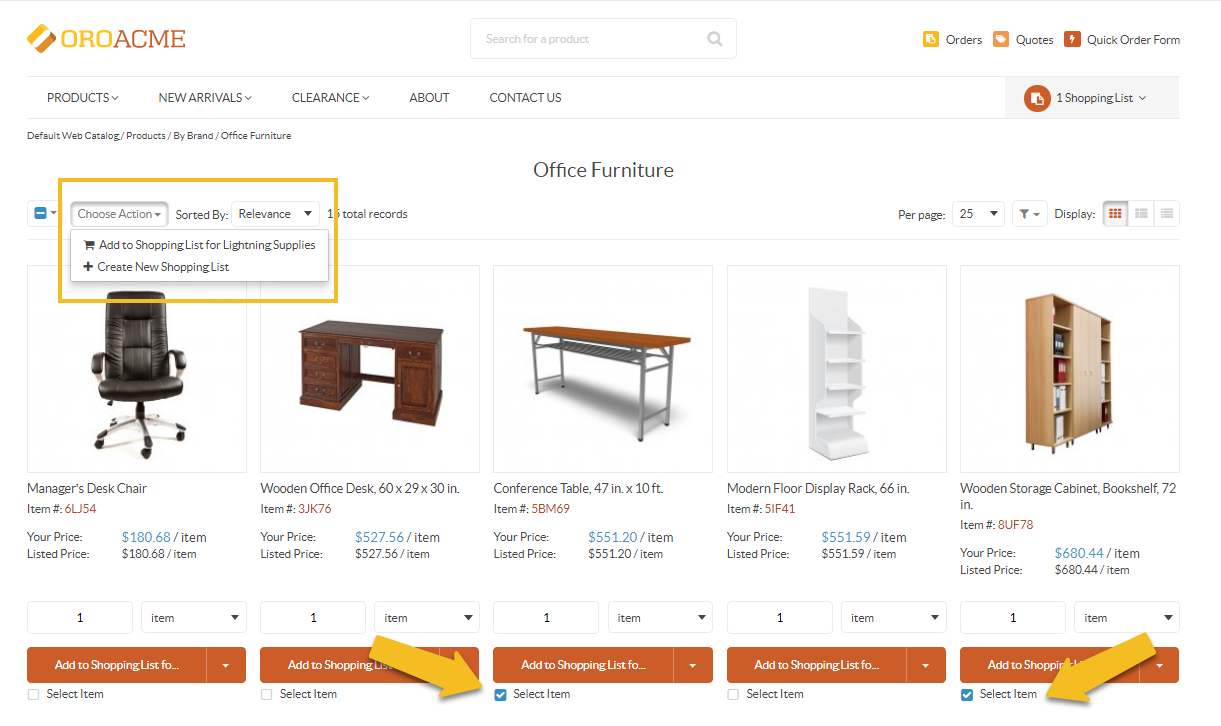 OROACME
Search for a product
Orders Quotes Quick Order Form
PRODUCTS NEW ARRIVALS CLEARANCE ABOUT CONTACT US 1 Shopping List
Default Web Catalog / Products / By Brand / Office Furniture
Office Furniture
Choose Action Sorted By: Relevance 15 total records Per page: 25 Display:
Add to Shopping List for Lightning Supplies
Create New Shopping List
Manager's Desk Chair
Item #: 6LJ54
Your Price: $180.68 / item
Listed Price: $180.68 / item
1 item
Add to Shopping List fo...
Select Item
Wooden Office Desk, 60 x 29 x 30 in.
Item #: 3JK76
Your Price: $527.56 / item
Listed Price: $527.56 / item
1 item
Add to Shopping
Select Item
Conference Table, 47 in. x 10 ft.
Item #: 5BM69
Your Price: $551.20 / item
Listed Price: $551.20 / item
1 item
Add to Shopping List fo...
Select Item
Modern Floor Display Rack, 66 in.
Item #: 5IF41
Your Price: $551.59 / item
Listed Price: $551.59 / item
1 item
Add to Shopping List fo...
Select Item
Wooden Storage Cabinet, Bookshelf, 72
in.
Item #: 8UF78
Your Price: $680.44 / item
Listed Price: $680.44 / item
1 item
Add to
Select Item